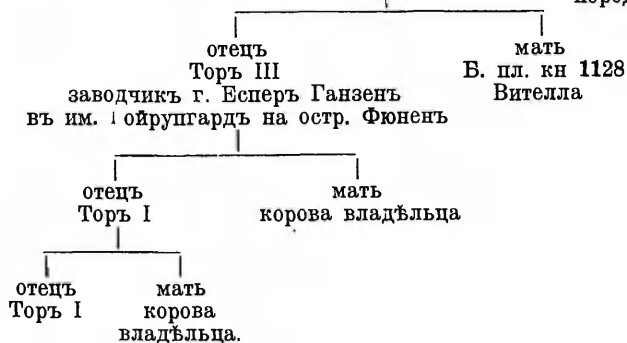 отецъ мать
Торъ III Б. пл. кн 1128
заводчикъ г. Есперъ Ганзенъ Вителла
въ им. ойрупгардъ на остр. Фюненъ
отецъ мать
Торъ I корова владѣльца
отецъ мать
Торъ I корова
владѣльца.